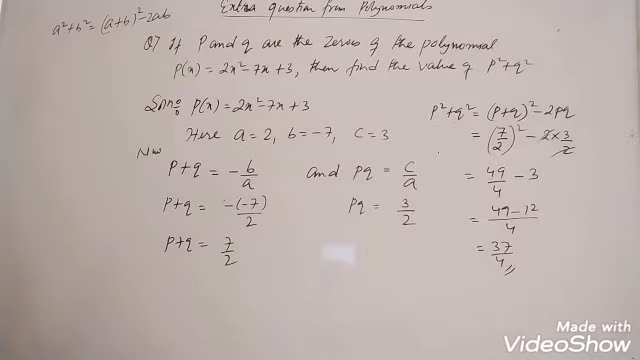 Extra question from Polynomials
a²+b² = (a+b)²-2ab
Q7 If P and q are the zeroes of the polynomial
P(x) = 2x²-7x+3, then find the value of P²+q²
Soln: P(x) = 2x²-7x+3
Here a=2, b=-7, c=3
Now
P+q = -b/a and pq = c/a
P+q = -(-7)/2 pq = 3/2
P+q = 7/2
P²+q² = (P+q)²-2pq
= (7/2)² - 2×3/2
= 49/4 - 3
= 49-12/4
= 37/4
Made with
VideoShow